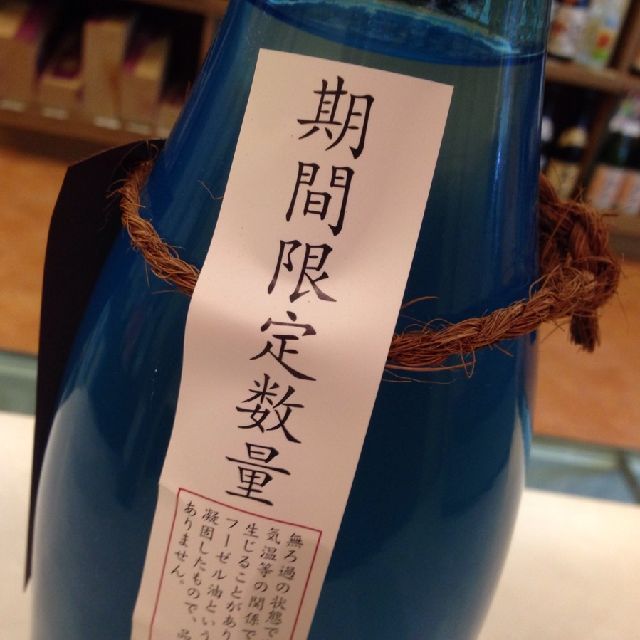 期間限定数量
無ろ過の状態で
気温等の関係で
生じることがあり
フーゼル油という
凝固したもので、品
ありません。